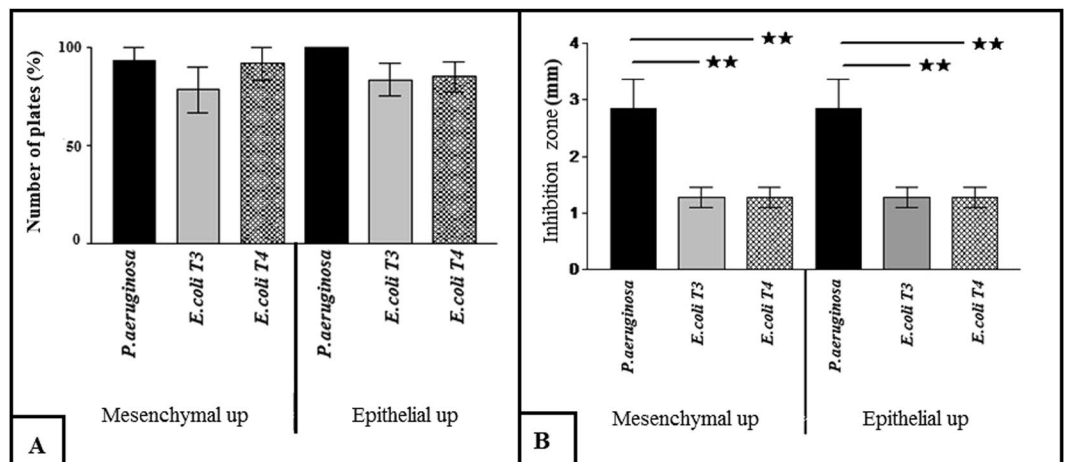 Number of plates (%)
100
50
0
P.aeruginosa
E.coli T3
E.coli T4
P.aeruginosa
E.coli T3
E.coli T4
Mesenchymal up
Epithelial up
A
Inhibition zone (mm)
4
3
2
1
0
★★
★★
★★
★★
P.aeruginosa
E.coli T3
E.coli T4
P.aeruginosa
E.coli T3
E.coli T4
Mesenchymal up
Epithelial up
B